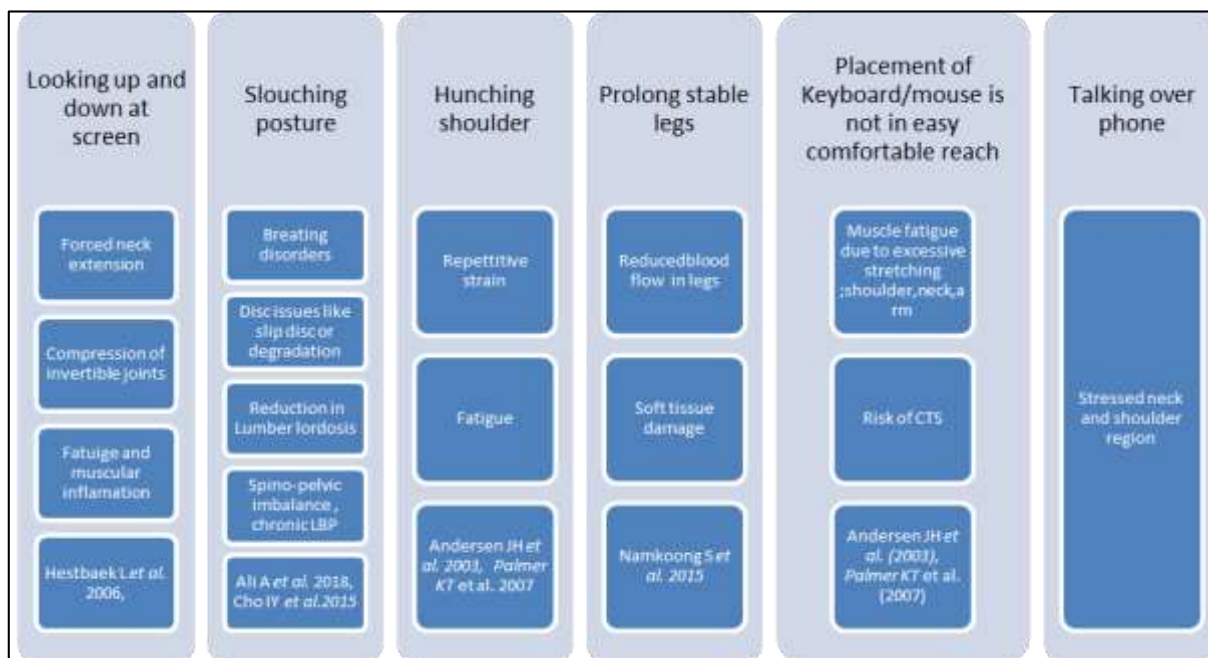 Looking up and
down at
screen
Forced neck
extension
Compression of
invertible joints
Fatuige and
muscular
inflamation
Hestbaek L et al.
2006,
Slouching
posture
Breating
disorders
Disc issues like
slip disc or
degradation
Reduction in
Lumber lordosis
Spino-pelvic
imbalance ,
chronic LBP
Ali A et al. 2018,
Cho IY et al.2015
Hunching
shoulder
Repettitive
strain
Fatigue
Andersen JH et
al. 2003, Palmer
KT et al. 2007
Prolong stable
legs
Reducedblood
flow in legs
Soft tissue
damage
Namkoong S et
al. 2015
Placement of
Keyboard/mouse is
not in easy
comfortable reach
Muscle fatigue
due to excessive
stretching
;shoulder,neck,a
rm
Risk of CTS
Andersen JH et
al. (2003),
Palmer KT et al.
(2007)
Talking over
phone
Stressed neck
and shoulder
region